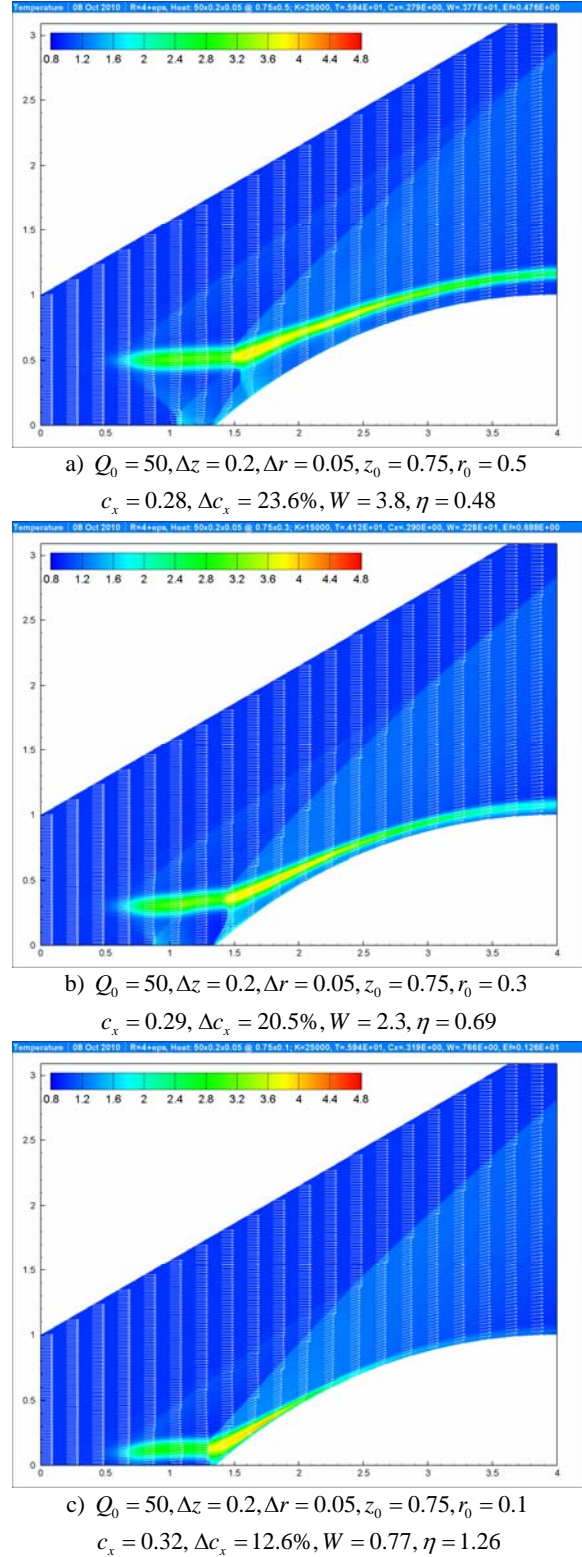 Temperature | 08 Oct 2010 | R=4+eps, Heat: 50x0.2x0.05 @ 0.75x0.5; K=25000, T=.594E+01, Cx=.279E+00, W=.377E+01, Ef=0.476E+00
0.8 1.2 1.6 2 2.4 2.8 3.2 3.6 4 4.4 4.8
3
2.5
2
1.5
1
0.5
0
0 0.5 1 1.5 2 2.5 3 3.5 4
a) Q₀ = 50, Δz = 0.2, Δr = 0.05, z₀ = 0.75, r₀ = 0.5
cₓ = 0.28, Δcₓ = 23.6%, W = 3.8, η = 0.48
Temperature | 08 Oct 2010 | R=4+eps, Heat: 50x0.2x0.05 @ 0.75x0.3; K=15000, T=.412E+01, Cx=.290E+00, W=.228E+01, Ef=0.688E+00
0.8 1.2 1.6 2 2.4 2.8 3.2 3.6 4 4.4 4.8
3
2.5
2
1.5
1
0.5
0
0 0.5 1 1.5 2 2.5 3 3.5 4
b) Q₀ = 50, Δz = 0.2, Δr = 0.05, z₀ = 0.75, r₀ = 0.3
cₓ = 0.29, Δcₓ = 20.5%, W = 2.3, η = 0.69
Temperature | 08 Oct 2010 | R=4+eps, Heat: 50x0.2x0.05 @ 0.75x0.1; K=25000, T=.594E+01, Cx=.319E+00, W=.766E+00, Ef=0.126E+01
0.8 1.2 1.6 2 2.4 2.8 3.2 3.6 4 4.4 4.8
3
2.5
2
1.5
1
0.5
0
0 0.5 1 1.5 2 2.5 3 3.5 4
c) Q₀ = 50, Δz = 0.2, Δr = 0.05, z₀ = 0.75, r₀ = 0.1
cₓ = 0.32, Δcₓ = 12.6%, W = 0.77, η = 1.26